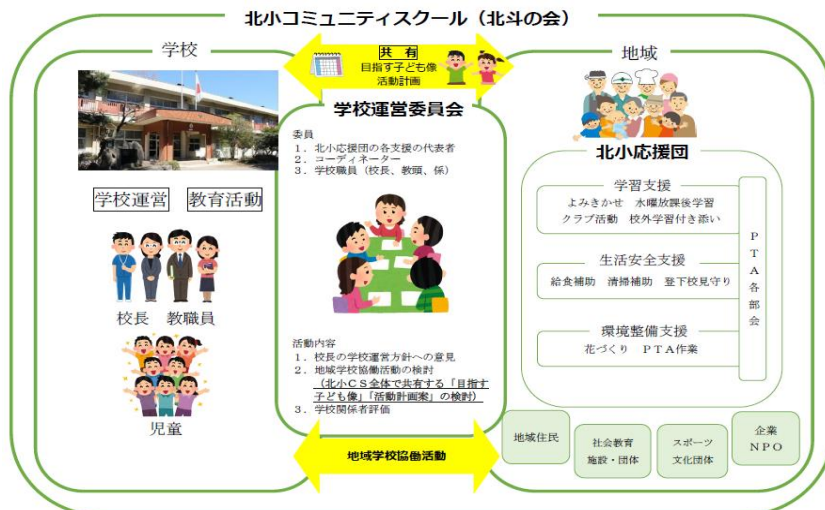 北小コミュニティスクール（北斗の会）
学校
共 有
目指す子ども像
活動計画
地域
学校運営
教育活動
校長 教職員
児童
学校運営委員会
委員
１．北小応援団の各支援の代表者
２．コーディネーター
３．学校職員（校長、教頭、係）
活動内容
１．校長の学校運営方針への意見
２．地域学校協働活動の検討
（北小ＣＳ全体で共有する「目指す
子ども像」「活動計画案」の検討）
３．学校関係者評価
地域学校協働活動
北小応援団
学習支援
よみきかせ 水曜放課後学習
クラブ活動 校外学習付き添い
生活安全支援
給食補助 清掃補助 登下校見守り
環境整備支援
花づくり ＰＴＡ作業
ＰＴＡ各部会
地域住民
社会教育
施設・団体
スポーツ
文化団体
企業
ＮＰＯ